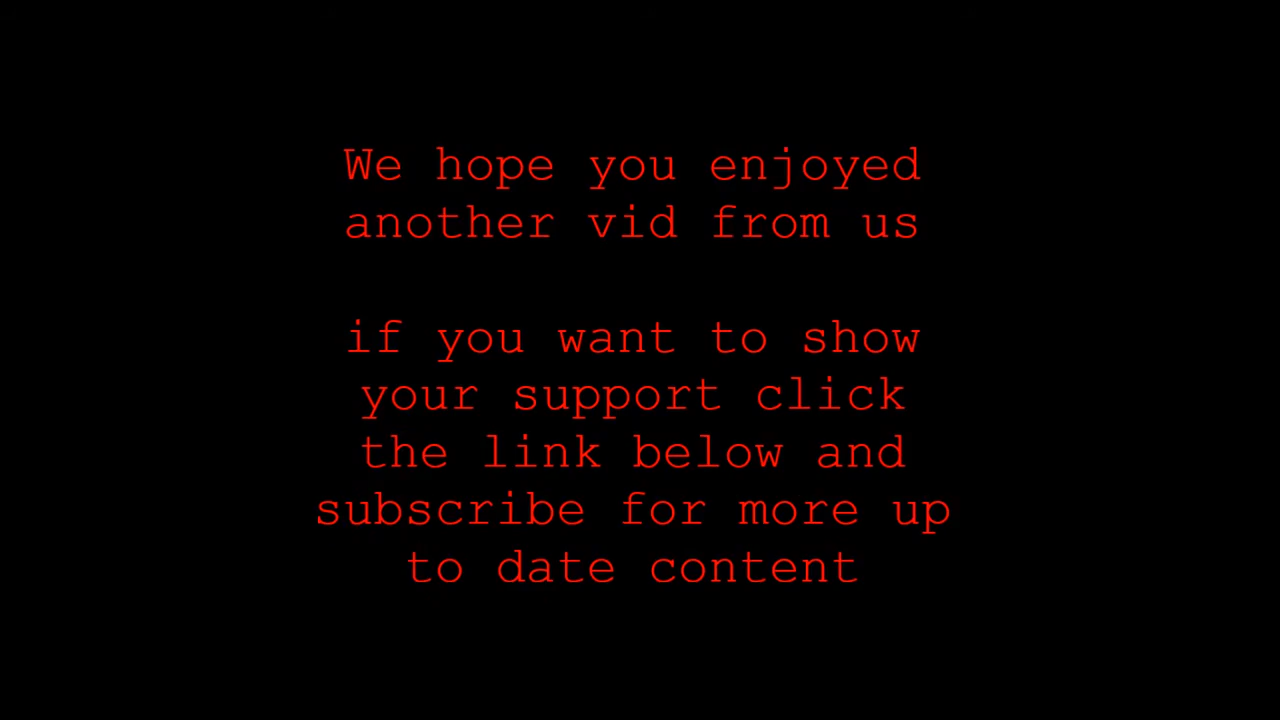 We hope you enjoyed
another vid from us
if you want to show
your support click
the link below and
subscribe for more up
to date content